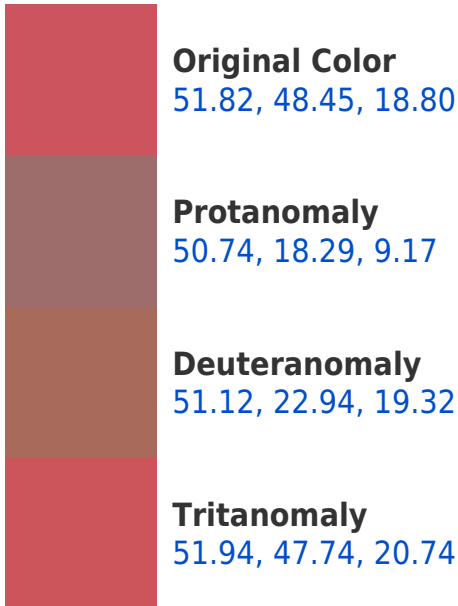 Original Color
51.82, 48.45, 18.80
Protanomaly
50.74, 18.29, 9.17
Deuteranomaly
51.12, 22.94, 19.32
Tritanomaly
51.94, 47.74, 20.74